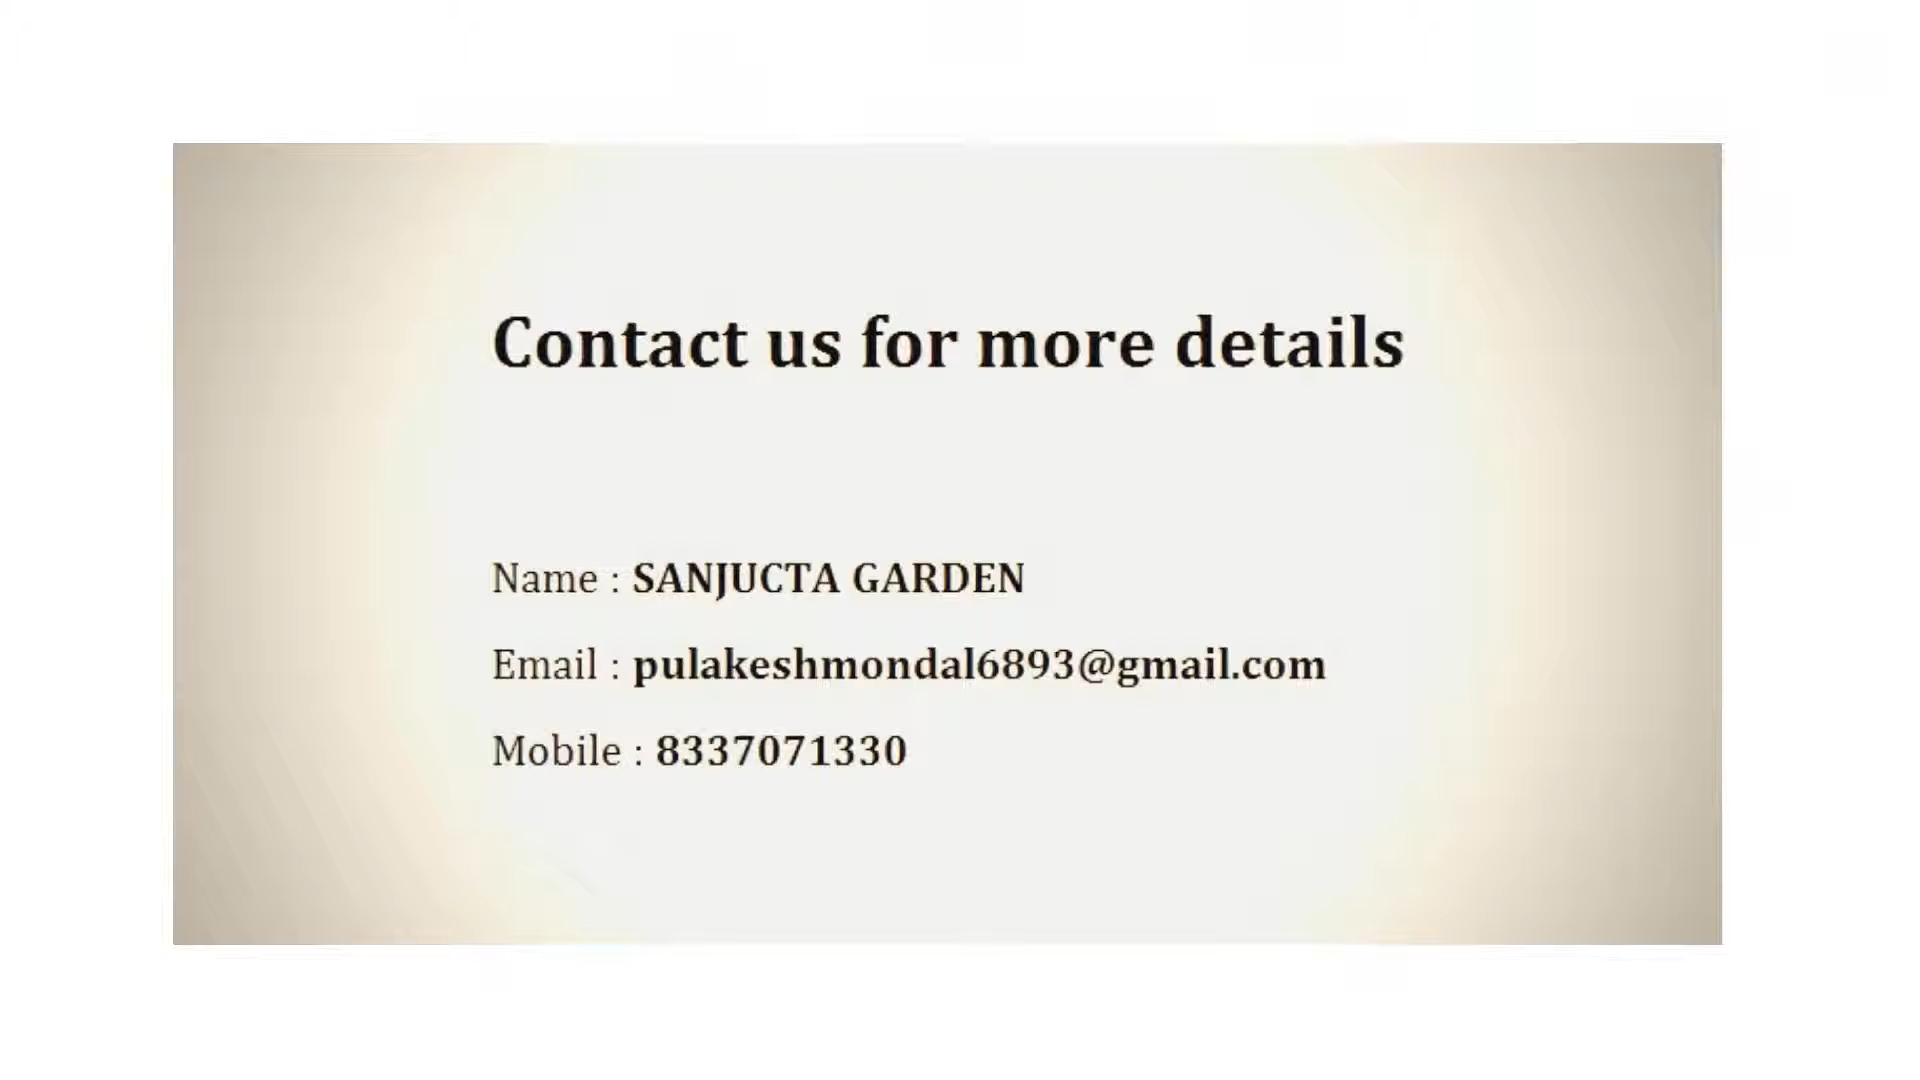 Contact us for more details
Name : SANJUCTA GARDEN
Email : pulakeshmondal6893@gmail.com
Mobile : 8337071330